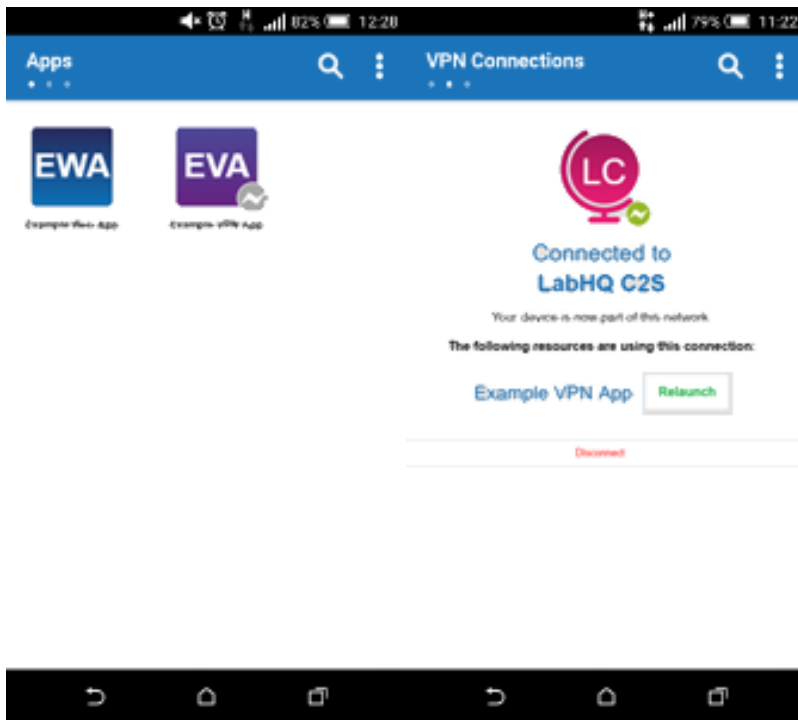 82% 12:28
Apps
EWA
EVA
Example Web App
Example VPN App
79% 11:22
VPN Connections
LC
Connected to
LabHQ C2S
Your device is now part of this network
The following resources are using this connection:
Example VPN App Relaunch
Disconnect